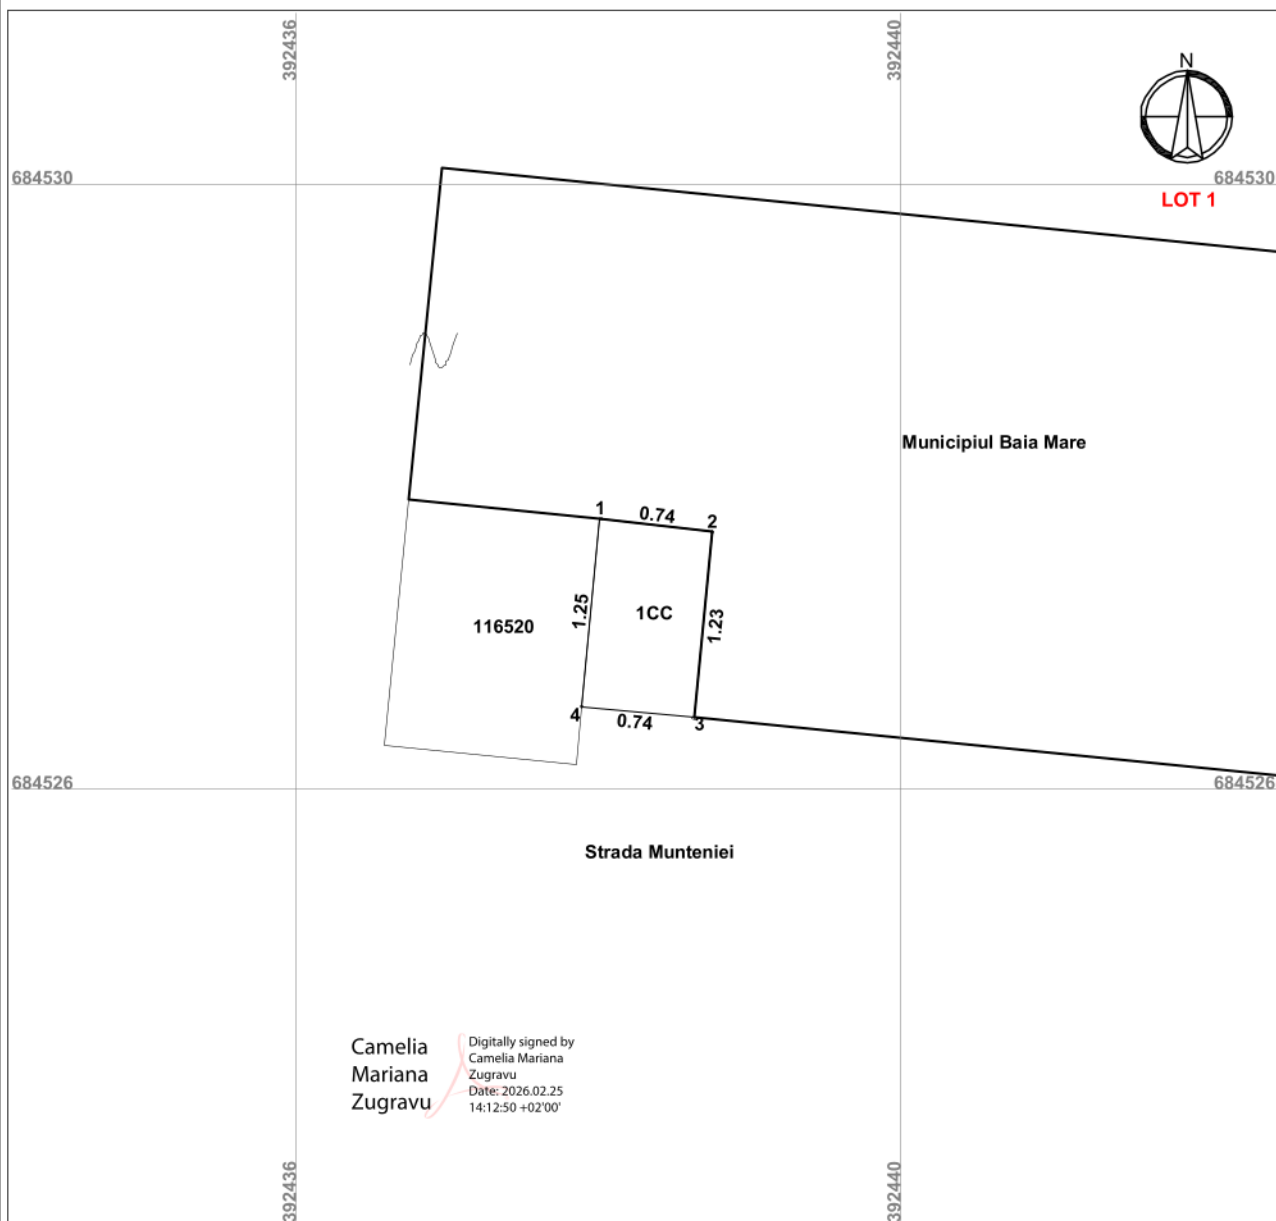 392436
392440
N
684530
684530
LOT 1
Municipiul Baia Mare
1
0.74
2
1.25
1CC
1.23
116520
4
0.74
3
684526
684526
Strada Munteniei
Camelia
Mariana
Zugravu
Digitally signed by
Camelia Mariana
Zugravu
Date: 2026.02.25
14:12:50 +02'00'
392436
392440